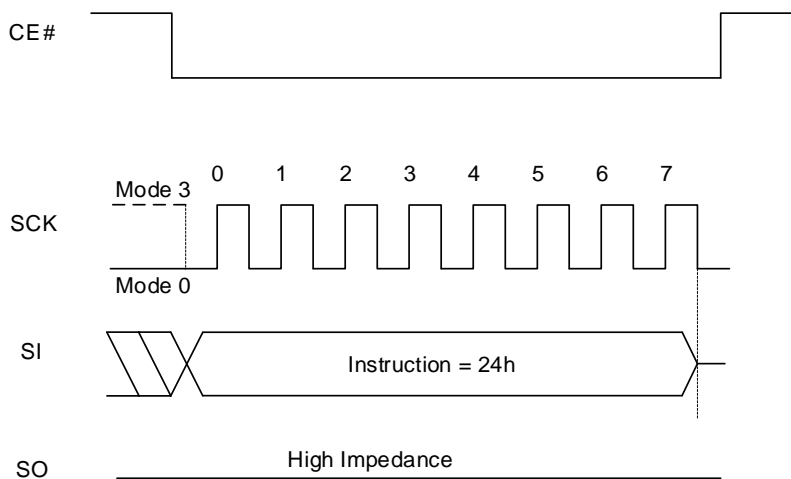 CE#
0 1 2 3 4 5 6 7
Mode 3
SCK
Mode 0
SI
Instruction = 24h
High Impedance
SO